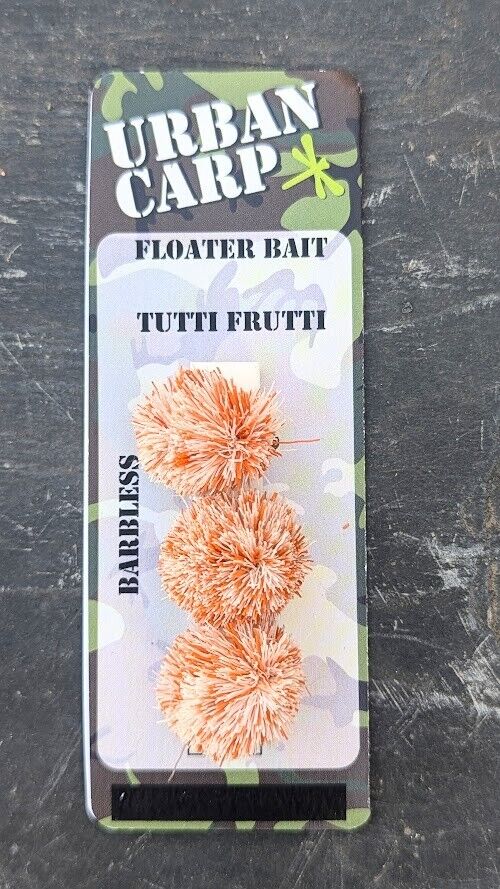 URBAN
CARP
FLOATER BAIT
TUTTI FRUTTI
BARBLESS